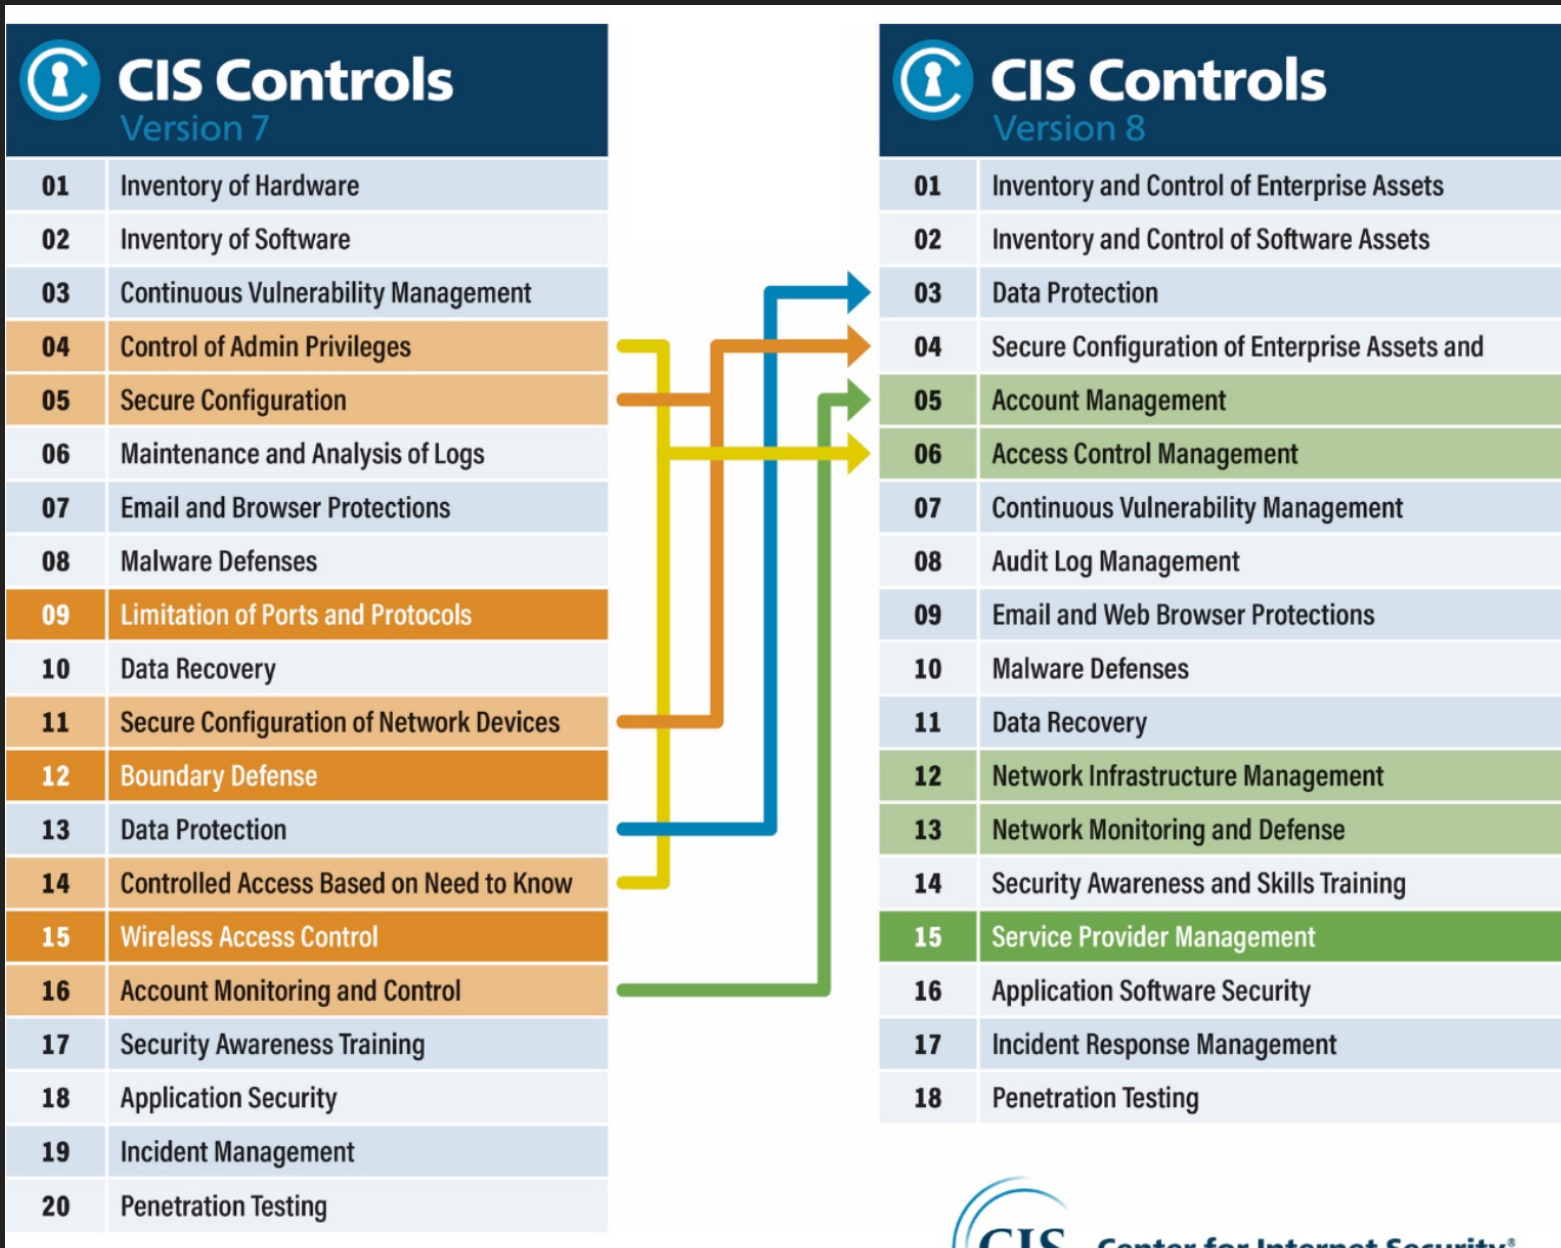 CIS Controls
Version 7
01 Inventory of Hardware
02 Inventory of Software
03 Continuous Vulnerability Management
04 Control of Admin Privileges
05 Secure Configuration
06 Maintenance and Analysis of Logs
07 Email and Browser Protections
08 Malware Defenses
09 Limitation of Ports and Protocols
10 Data Recovery
11 Secure Configuration of Network Devices
12 Boundary Defense
13 Data Protection
14 Controlled Access Based on Need to Know
15 Wireless Access Control
16 Account Monitoring and Control
17 Security Awareness Training
18 Application Security
19 Incident Management
20 Penetration Testing
CIS Controls
Version 8
01 Inventory and Control of Enterprise Assets
02 Inventory and Control of Software Assets
03 Data Protection
04 Secure Configuration of Enterprise Assets and
05 Account Management
06 Access Control Management
07 Continuous Vulnerability Management
08 Audit Log Management
09 Email and Web Browser Protections
10 Malware Defenses
11 Data Recovery
12 Network Infrastructure Management
13 Network Monitoring and Defense
14 Security Awareness and Skills Training
15 Service Provider Management
16 Application Software Security
17 Incident Response Management
18 Penetration Testing
CIS Center for Internet Security®